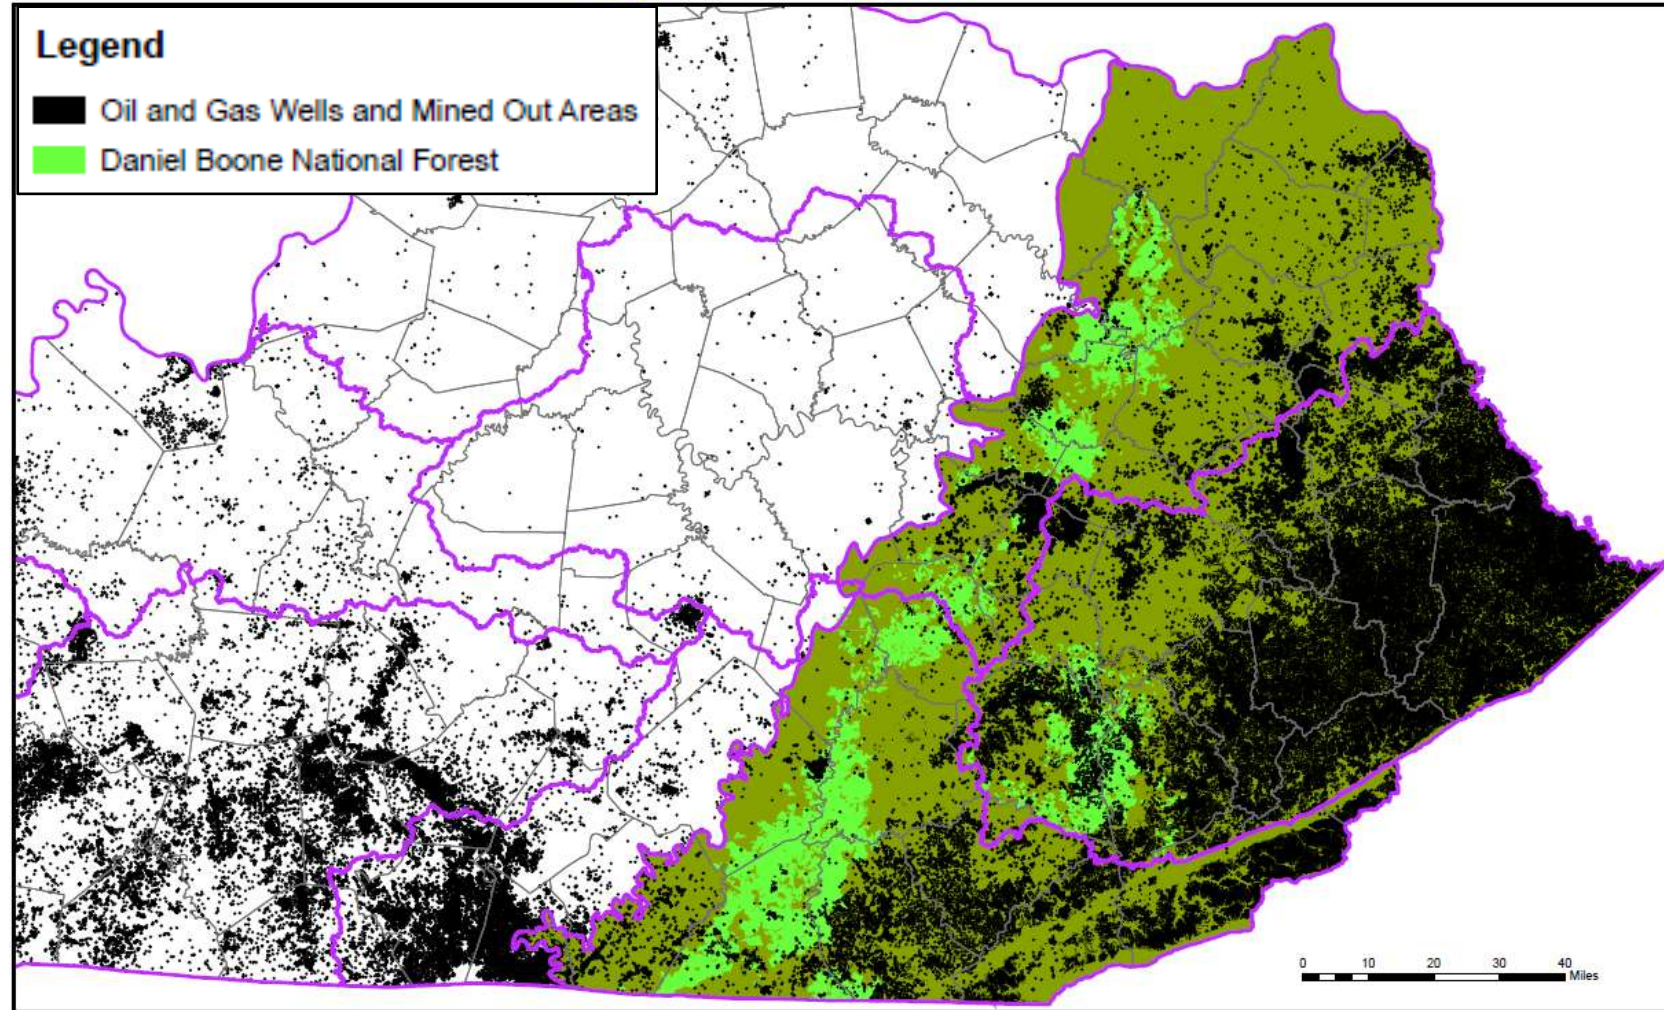 Legend
Oil and Gas Wells and Mined Out Areas
Daniel Boone National Forest
0 10 20 30 40
Miles